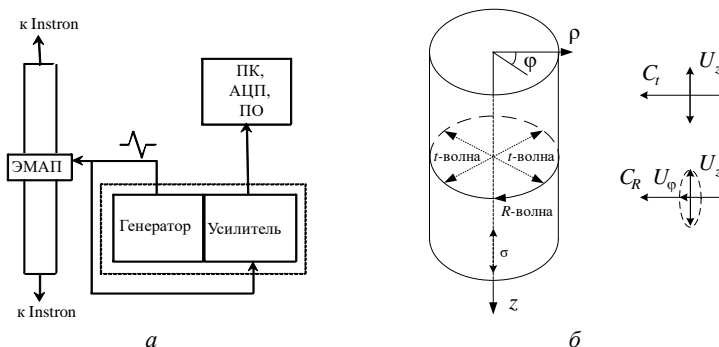 к Instron
ПК,
АЦП,
ПО
ЭМАП
Генератор
Усилитель
к Instron
а
ρ
φ
t-волна
t-волна
R-волна
σ
z
C_t
U_z
C_R
U_φ
U_z
б